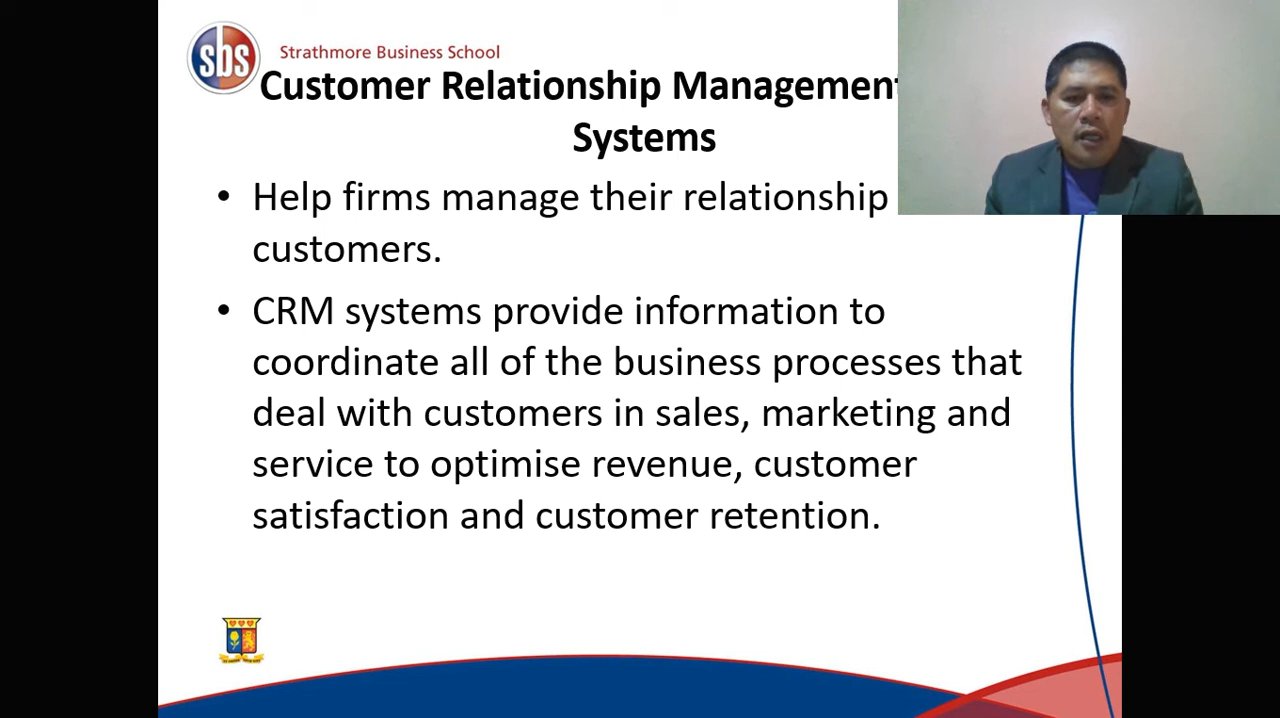 sbs
Strathmore Business School
Customer Relationship Management
Systems
• Help firms manage their relationship
customers.
• CRM systems provide information to
coordinate all of the business processes that
deal with customers in sales, marketing and
service to optimise revenue, customer
satisfaction and customer retention.